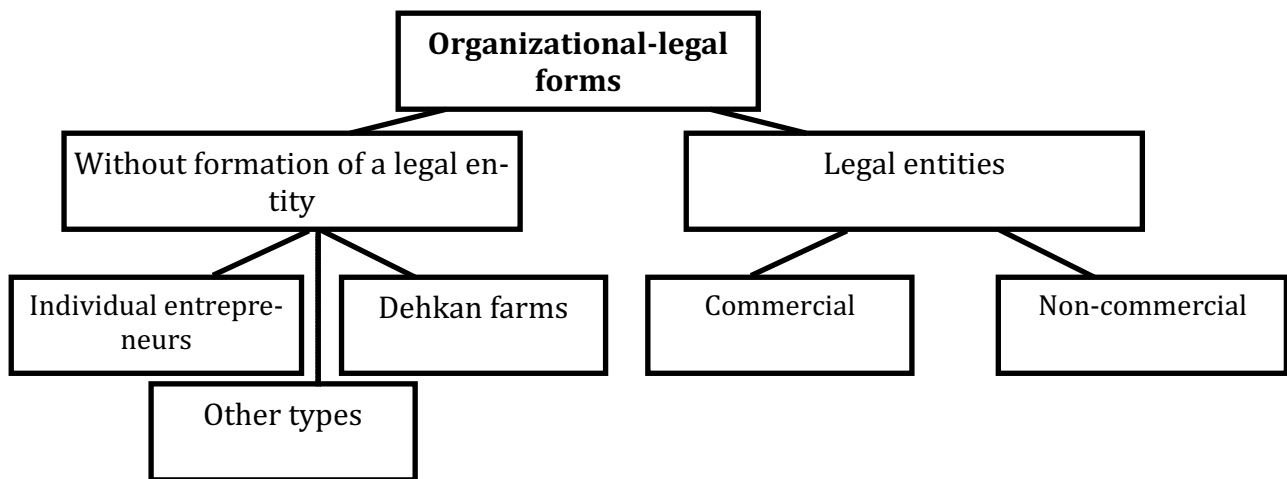 Organizational-legal
forms
Without formation of a legal en-
tity
Legal entities
Individual entrepre-
neurs
Dehkan farms
Commercial
Non-commercial
Other types